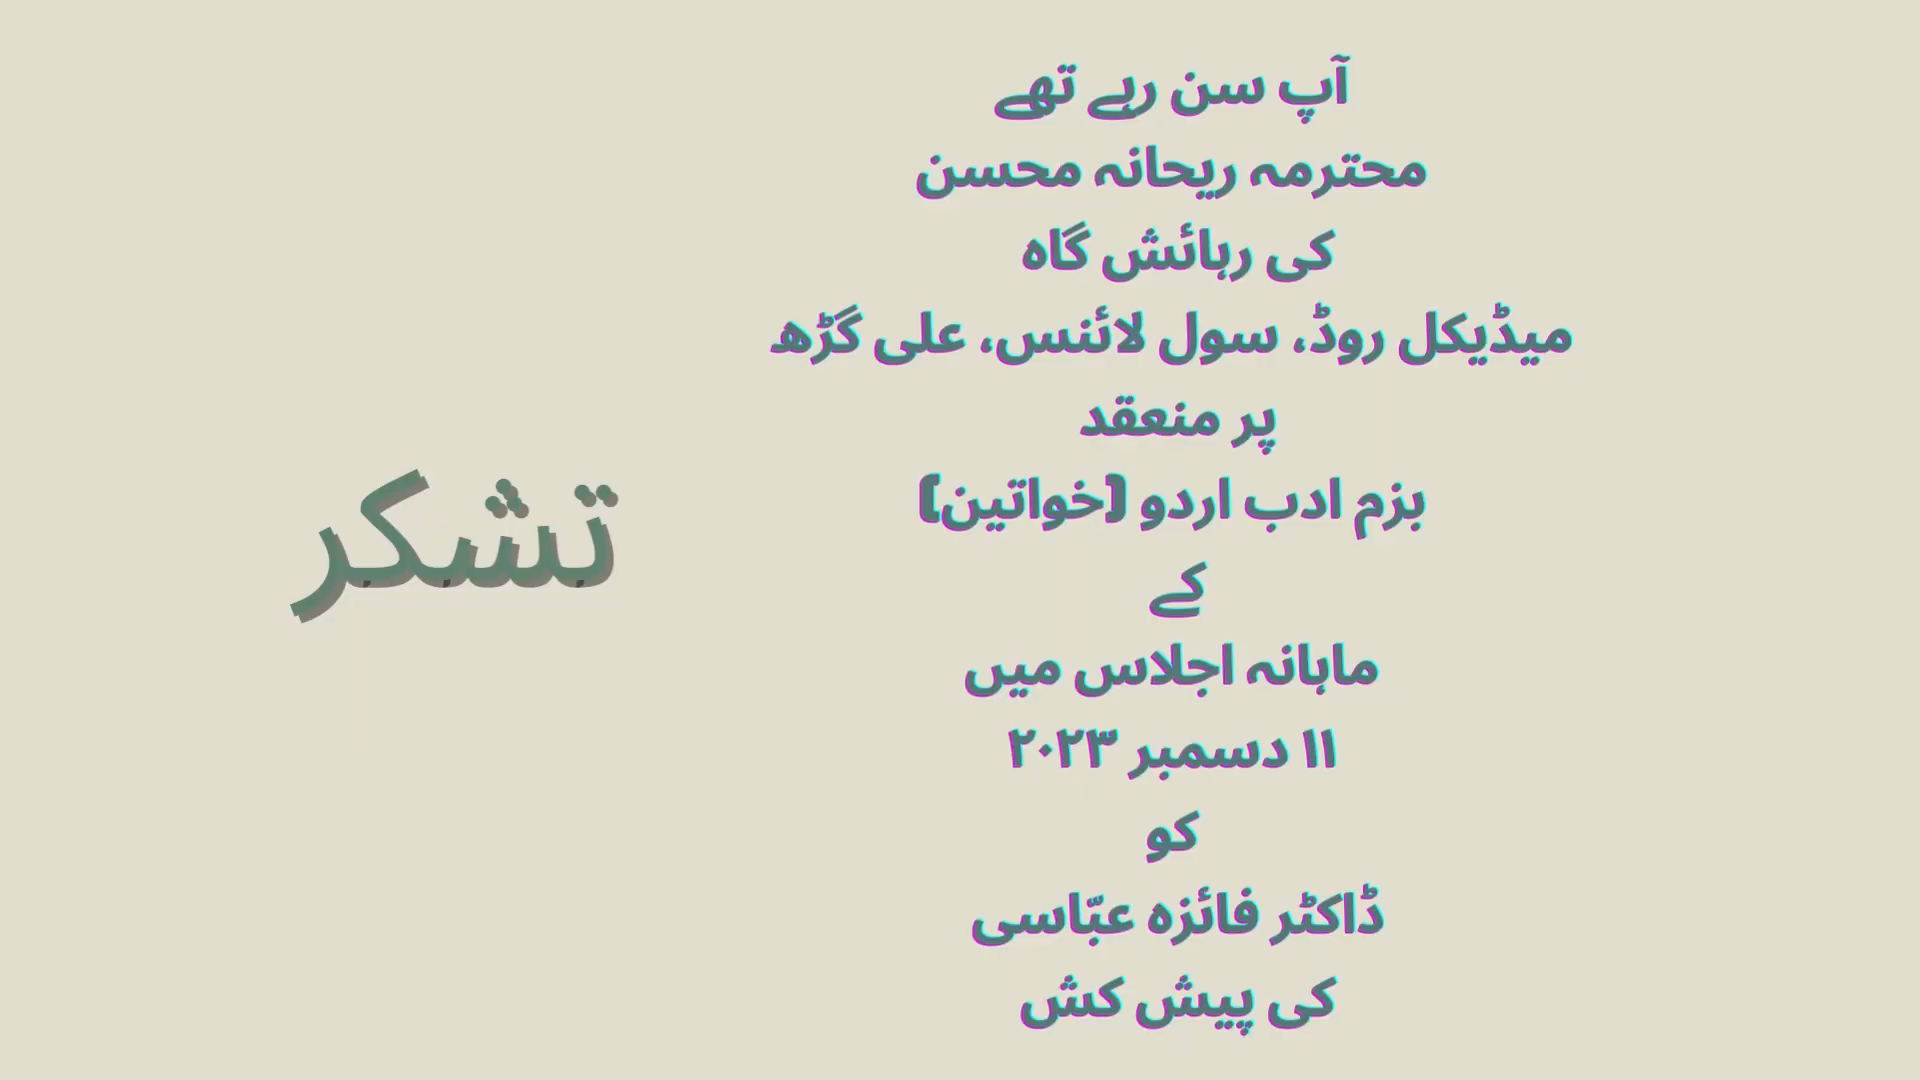 آپ سن رہے تھے
محترمہ ریحانہ محسن
کی رہائش گاہ
میڈیکل روڈ، سول لائنس، علی گڑھ
پر منعقد
بزم ادب اردو (خواتین)
کے
ماہانہ اجلاس میں
۱۱ دسمبر ۲۰۲۳
کو
ڈاکٹر فائزہ عبّاسی
کی پیش کش
تشکر